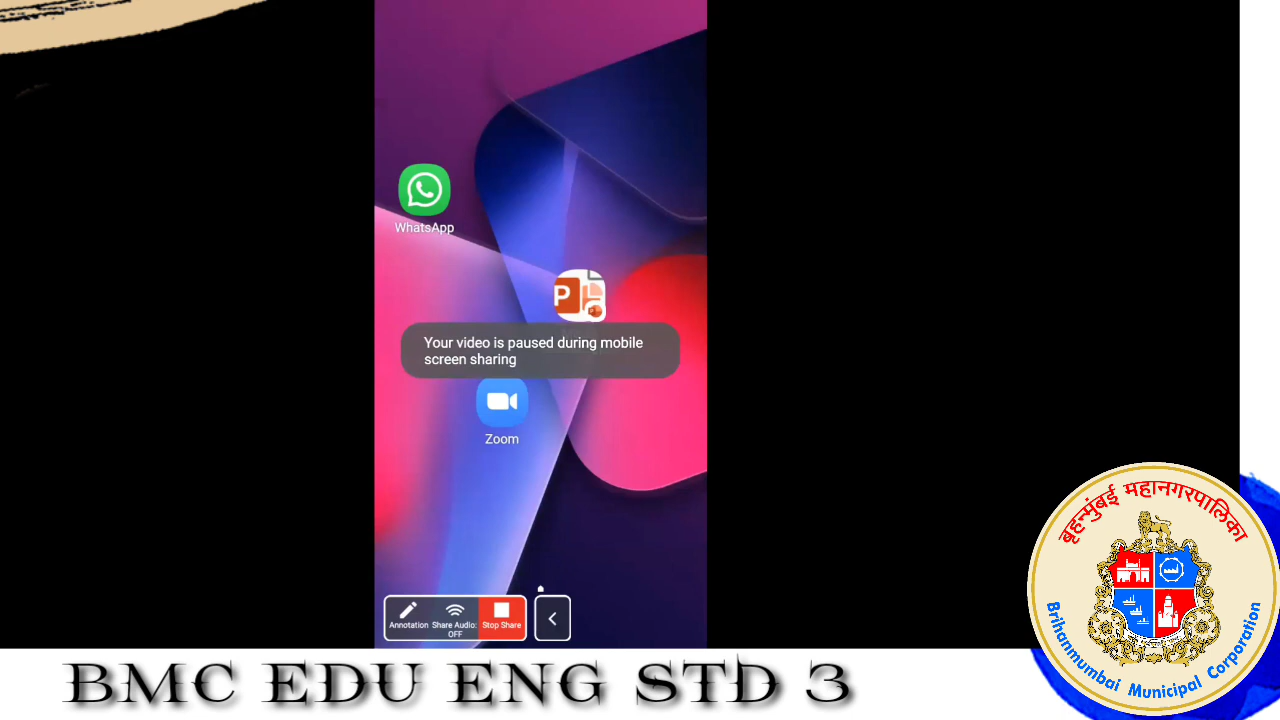 WhatsApp
P
Your video is paused during mobile
screen sharing
Zoom
Annotation
Share Audio:
OFF
Stop Share
बृहन्मुंबई महानगरपालिका
Brihanmumbai Municipal Corporation
BMC EDU ENG STD 3